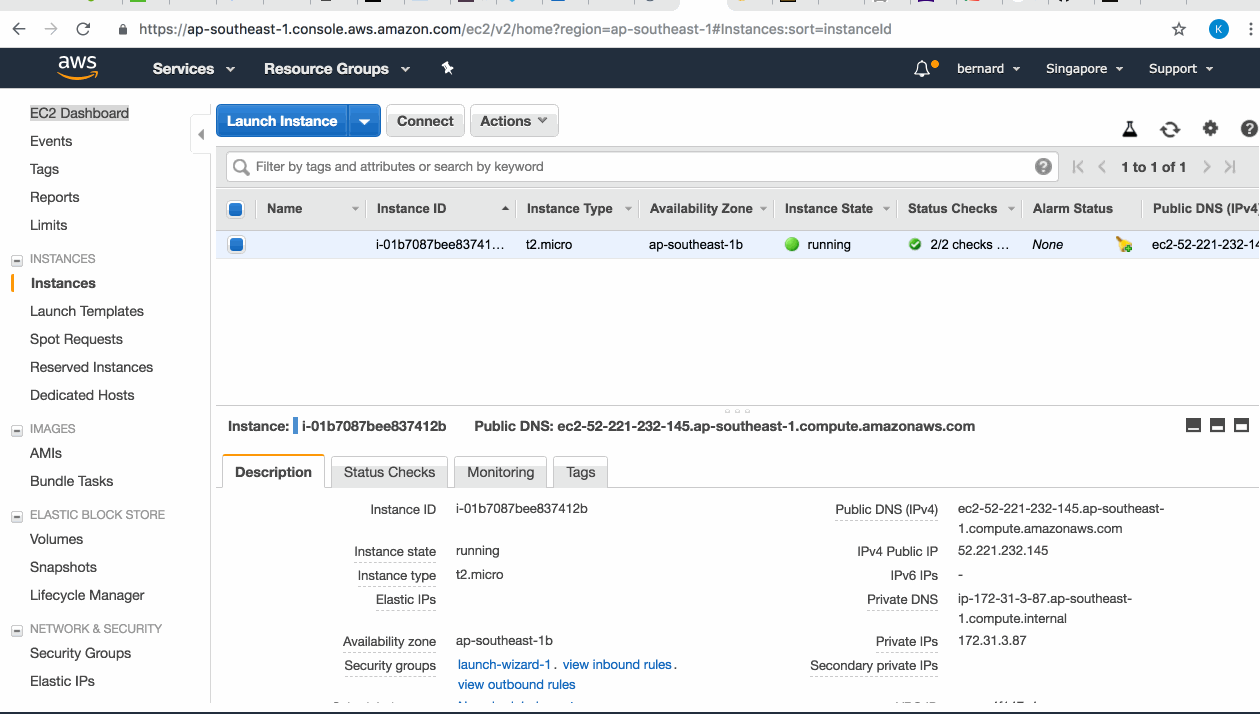 https://ap-southeast-1.console.aws.amazon.com/ec2/v2/home?region=ap-southeast-1#Instances:sort=instanceId
K
aws Services Resource Groups bernard Singapore Support
EC2 Dashboard
Events
Tags
Reports
Limits
INSTANCES
Instances
Launch Templates
Spot Requests
Reserved Instances
Dedicated Hosts
IMAGES
AMIs
Bundle Tasks
ELASTIC BLOCK STORE
Volumes
Snapshots
Lifecycle Manager
NETWORK & SECURITY
Security Groups
Elastic IPs
Launch Instance Connect Actions
Filter by tags and attributes or search by keyword 1 to 1 of 1
Name Instance ID Instance Type Availability Zone Instance State Status Checks Alarm Status Public DNS (IPv4
i-01b7087bee83741... t2.micro ap-southeast-1b running 2/2 checks ... None ec2-52-221-232-14
Instance: i-01b7087bee837412b Public DNS: ec2-52-221-232-145.ap-southeast-1.compute.amazonaws.com
Description Status Checks Monitoring Tags
Instance ID i-01b7087bee837412b
Instance state running
Instance type t2.micro
Elastic IPs
Availability zone ap-southeast-1b
Security groups launch-wizard-1. view inbound rules.
view outbound rules
Public DNS (IPv4) ec2-52-221-232-145.ap-southeast-
1.compute.amazonaws.com
IPv4 Public IP 52.221.232.145
IPv6 IPs -
Private DNS ip-172-31-3-87.ap-southeast-
1.compute.internal
Private IPs 172.31.3.87
Secondary private IPs